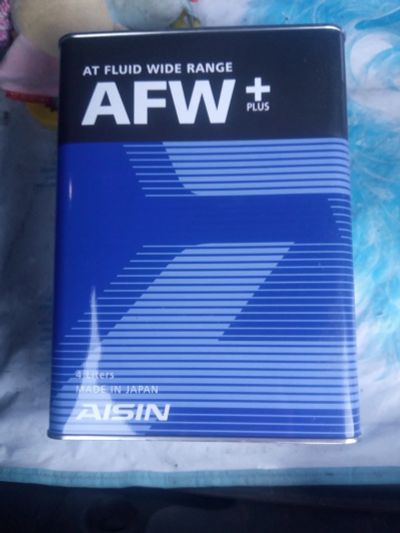 AT FLUID WIDE RANGE
AFW+
PLUS
4 Liters
MADE IN JAPAN
AISIN